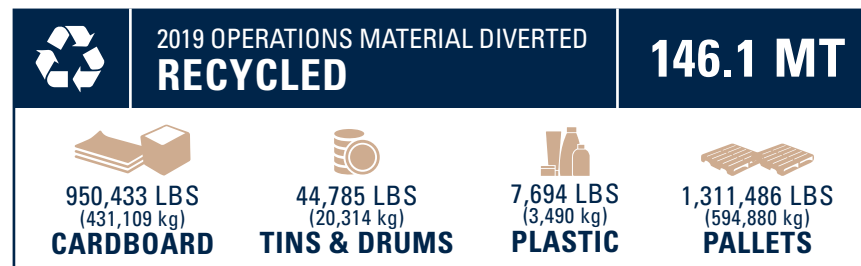 2019 OPERATIONS MATERIAL DIVERTED
RECYCLED
146.1 MT
950,433 LBS
(431,109 kg)
CARDBOARD
44,785 LBS
(20,314 kg)
TINS & DRUMS
7,694 LBS
(3,490 kg)
PLASTIC
1,311,486 LBS
(594,880 kg)
PALLETS